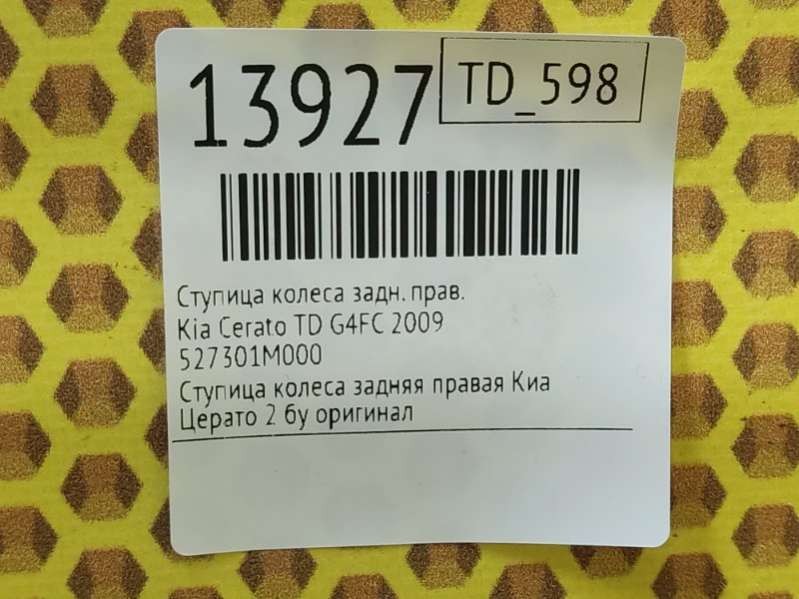 13927
TD_598
Ступица колеса задн. прав.
Kia Cerato TD G4FC 2009
527301M000
Ступица колеса задняя правая Киа
Церато 2 бу оригинал